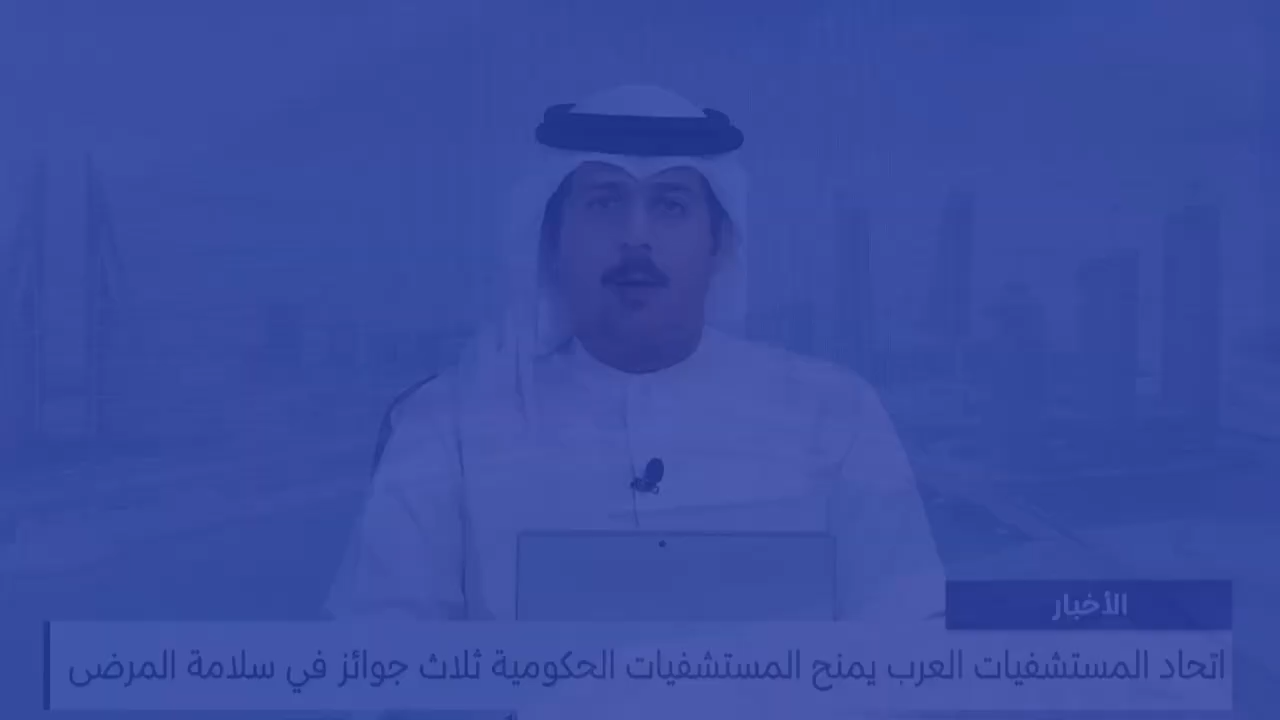 الأخبار
اتحاد المستشفيات العرب يمنح المستشفيات الحكومية ثلاث جوائز في سلامة المرضى